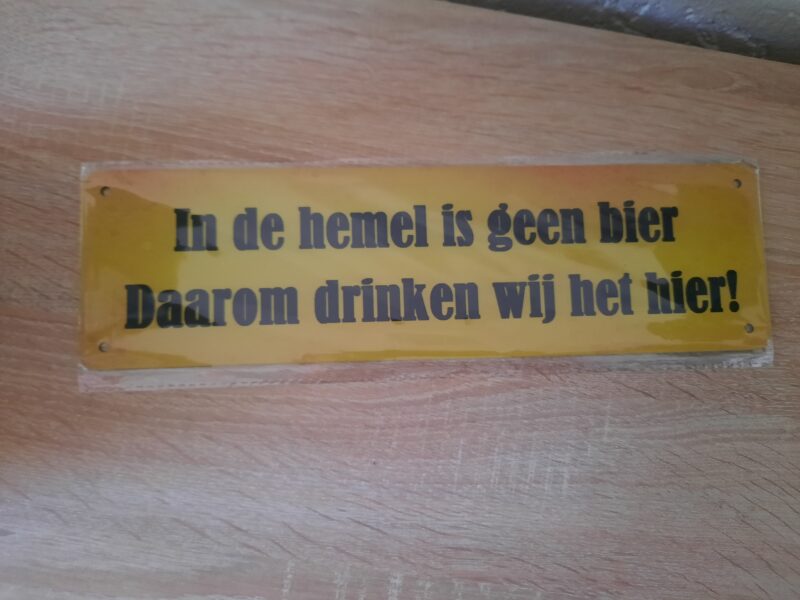 In de hemel is geen bier
Daarom drinken wij het hier!